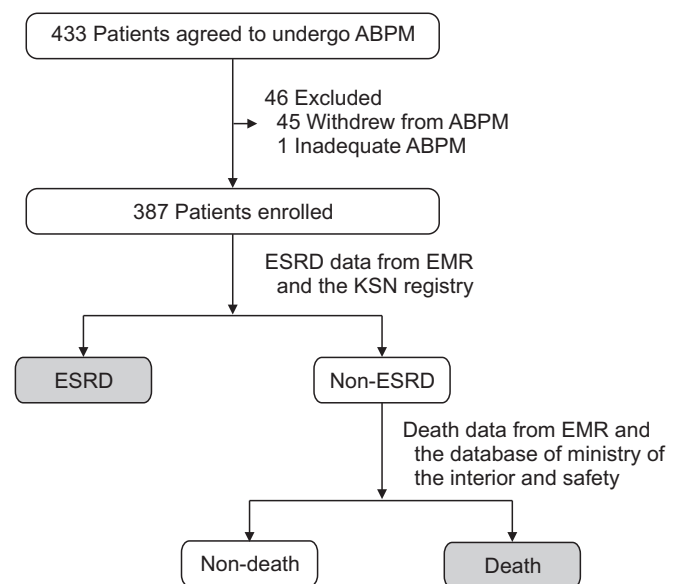 433 Patients agreed to undergo ABPM
46 Excluded
45 Withdrew from ABPM
1 Inadequate ABPM
387 Patients enrolled
ESRD data from EMR
and the KSN registry
ESRD
Non-ESRD
Death data from EMR and
the database of ministry of
the interior and safety
Non-death
Death